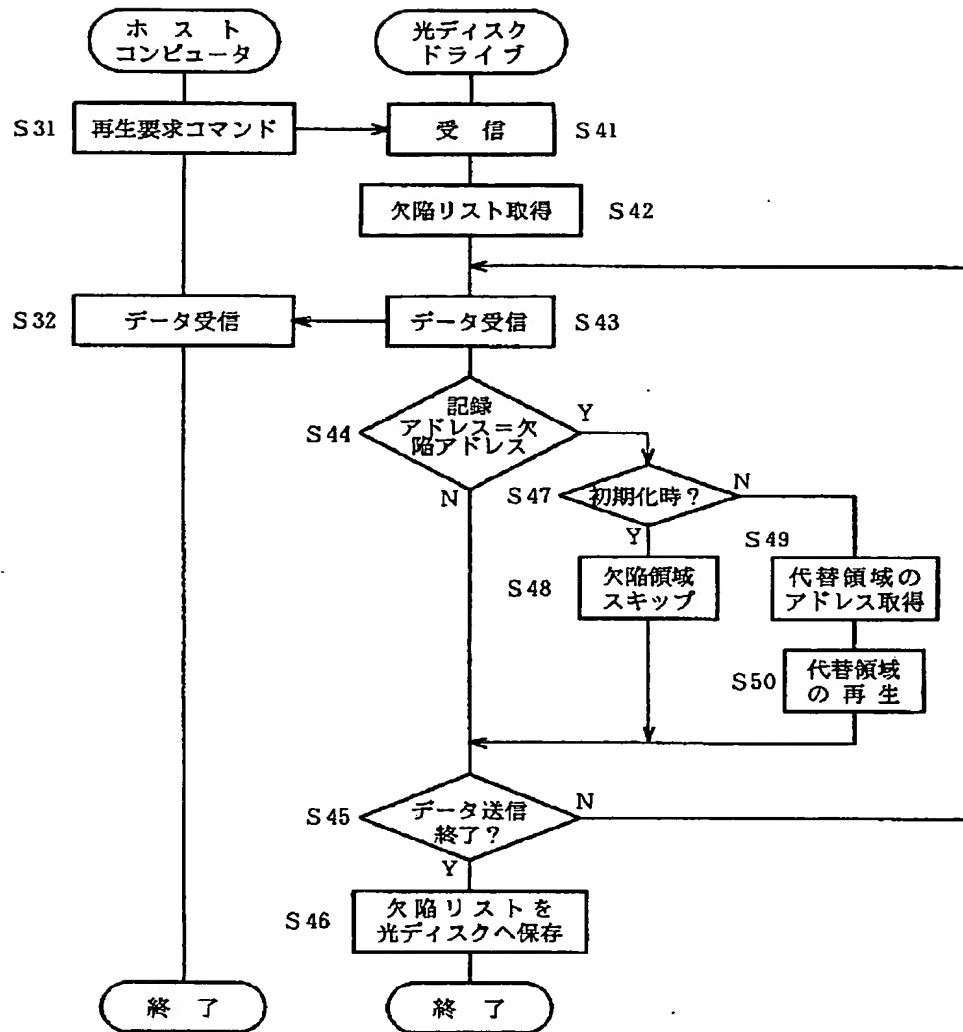 ホスト
コンピュータ
光ディスク
ドライブ
S31
再生要求コマンド
受信
S41
欠陥リスト取得
S42
S32
データ受信
データ受信
S43
S44
記録
アドレス＝欠
陥アドレス
Y
N
S47
初期化時？
N
Y
S48
欠陥領域
スキップ
S49
代替領域の
アドレス取得
S50
代替領域
の再生
S45
データ送信
終了？
N
Y
S46
欠陥リストを
光ディスクへ保存
終了
終了